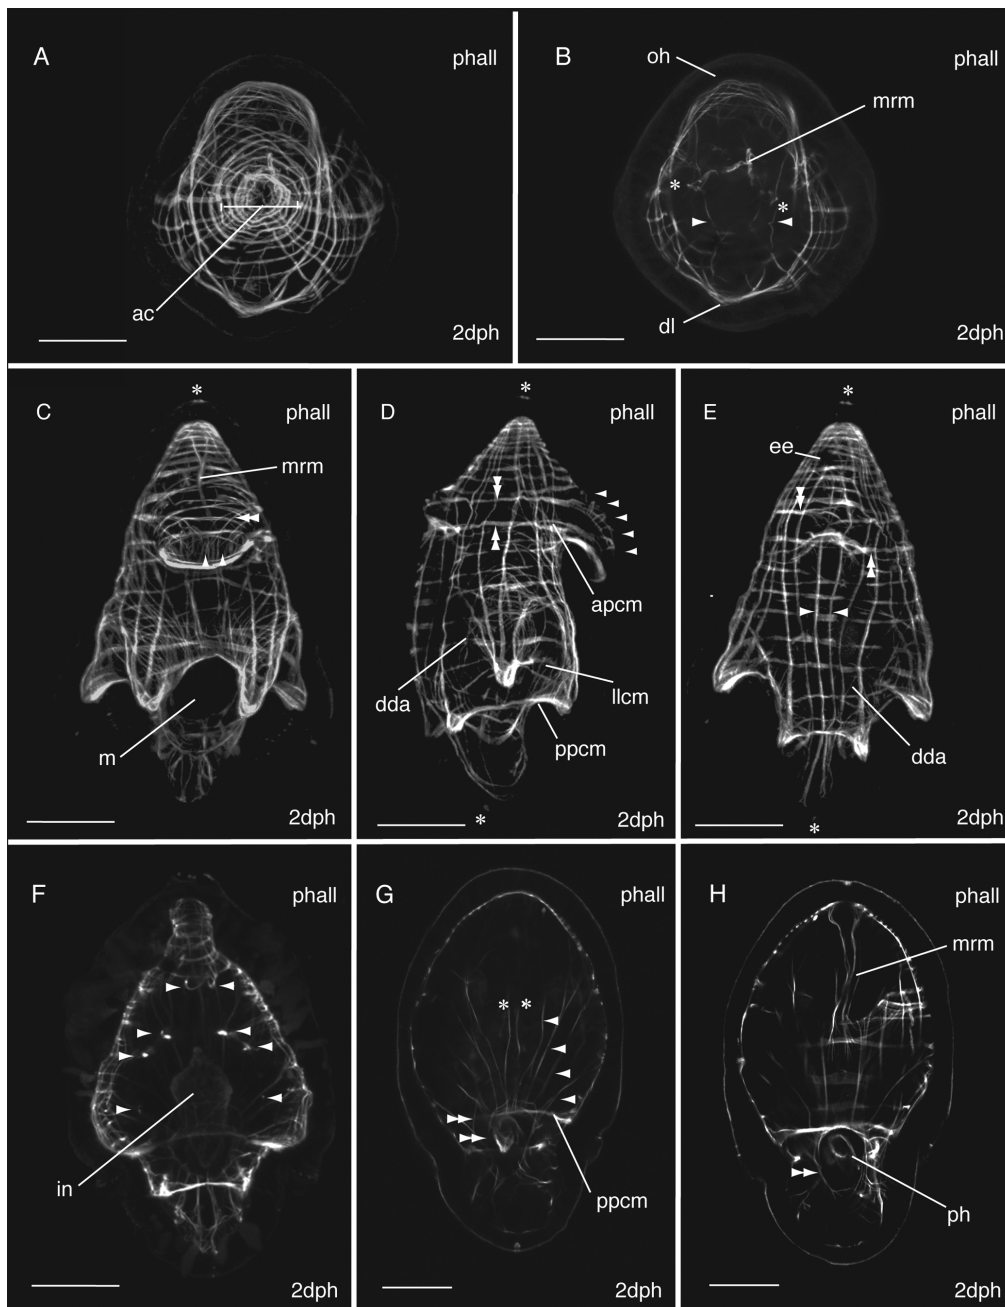 A
phall
ac
2dph
B
phall
oh
mrm
*
*
dl
2dph
C
*
phall
mrm
m
2dph
D
*
phall
apcm
dda
llcm
ppcm
*
2dph
E
*
phall
ee
dda
*
2dph
F
phall
in
2dph
G
phall
* *
ppcm
2dph
H
phall
mrm
ph
2dph